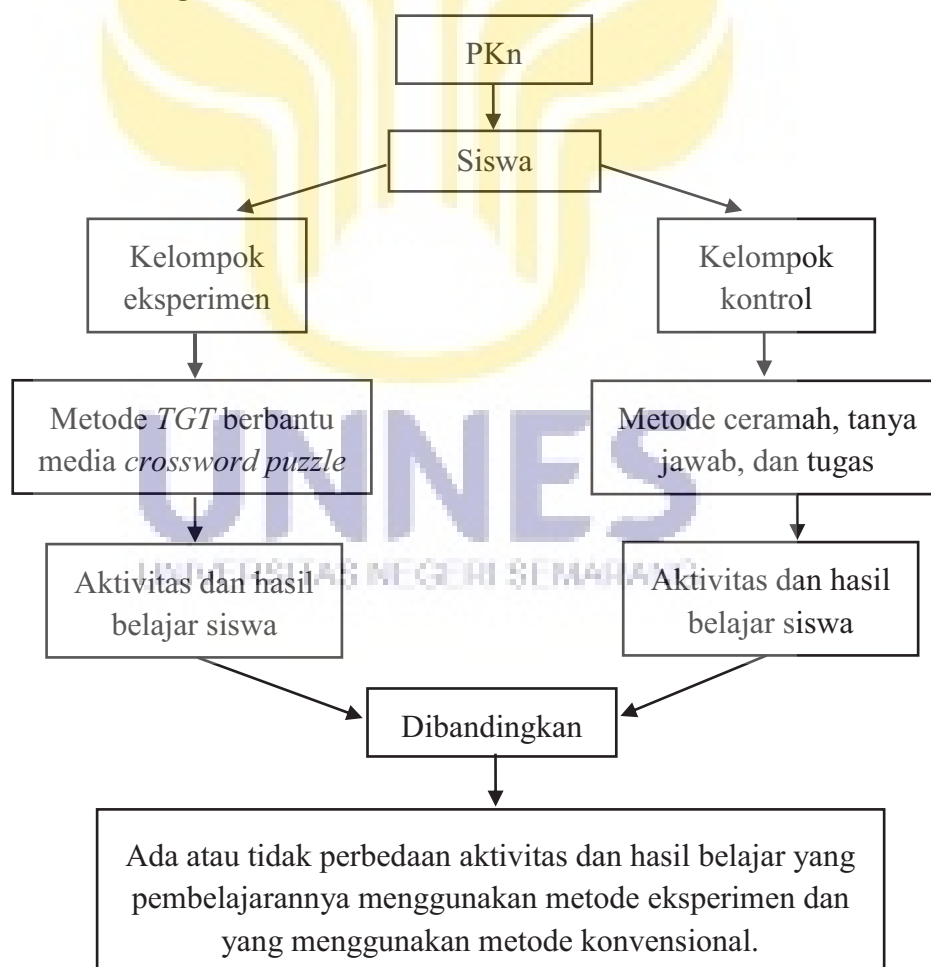 PKn
Siswa
Kelompok
eksperimen
Kelompok
kontrol
Metode TGT berbantu
media crossword puzzle
Metode ceramah, tanya
jawab, dan tugas
UNNES
UNIVERSITAS NEGERI SEMARANG
Aktivitas dan hasil
belajar siswa
Aktivitas dan hasil
belajar siswa
Dibandingkan
Ada atau tidak perbedaan aktivitas dan hasil belajar yang
pembelajarannya menggunakan metode eksperimen dan
yang menggunakan metode konvensional.